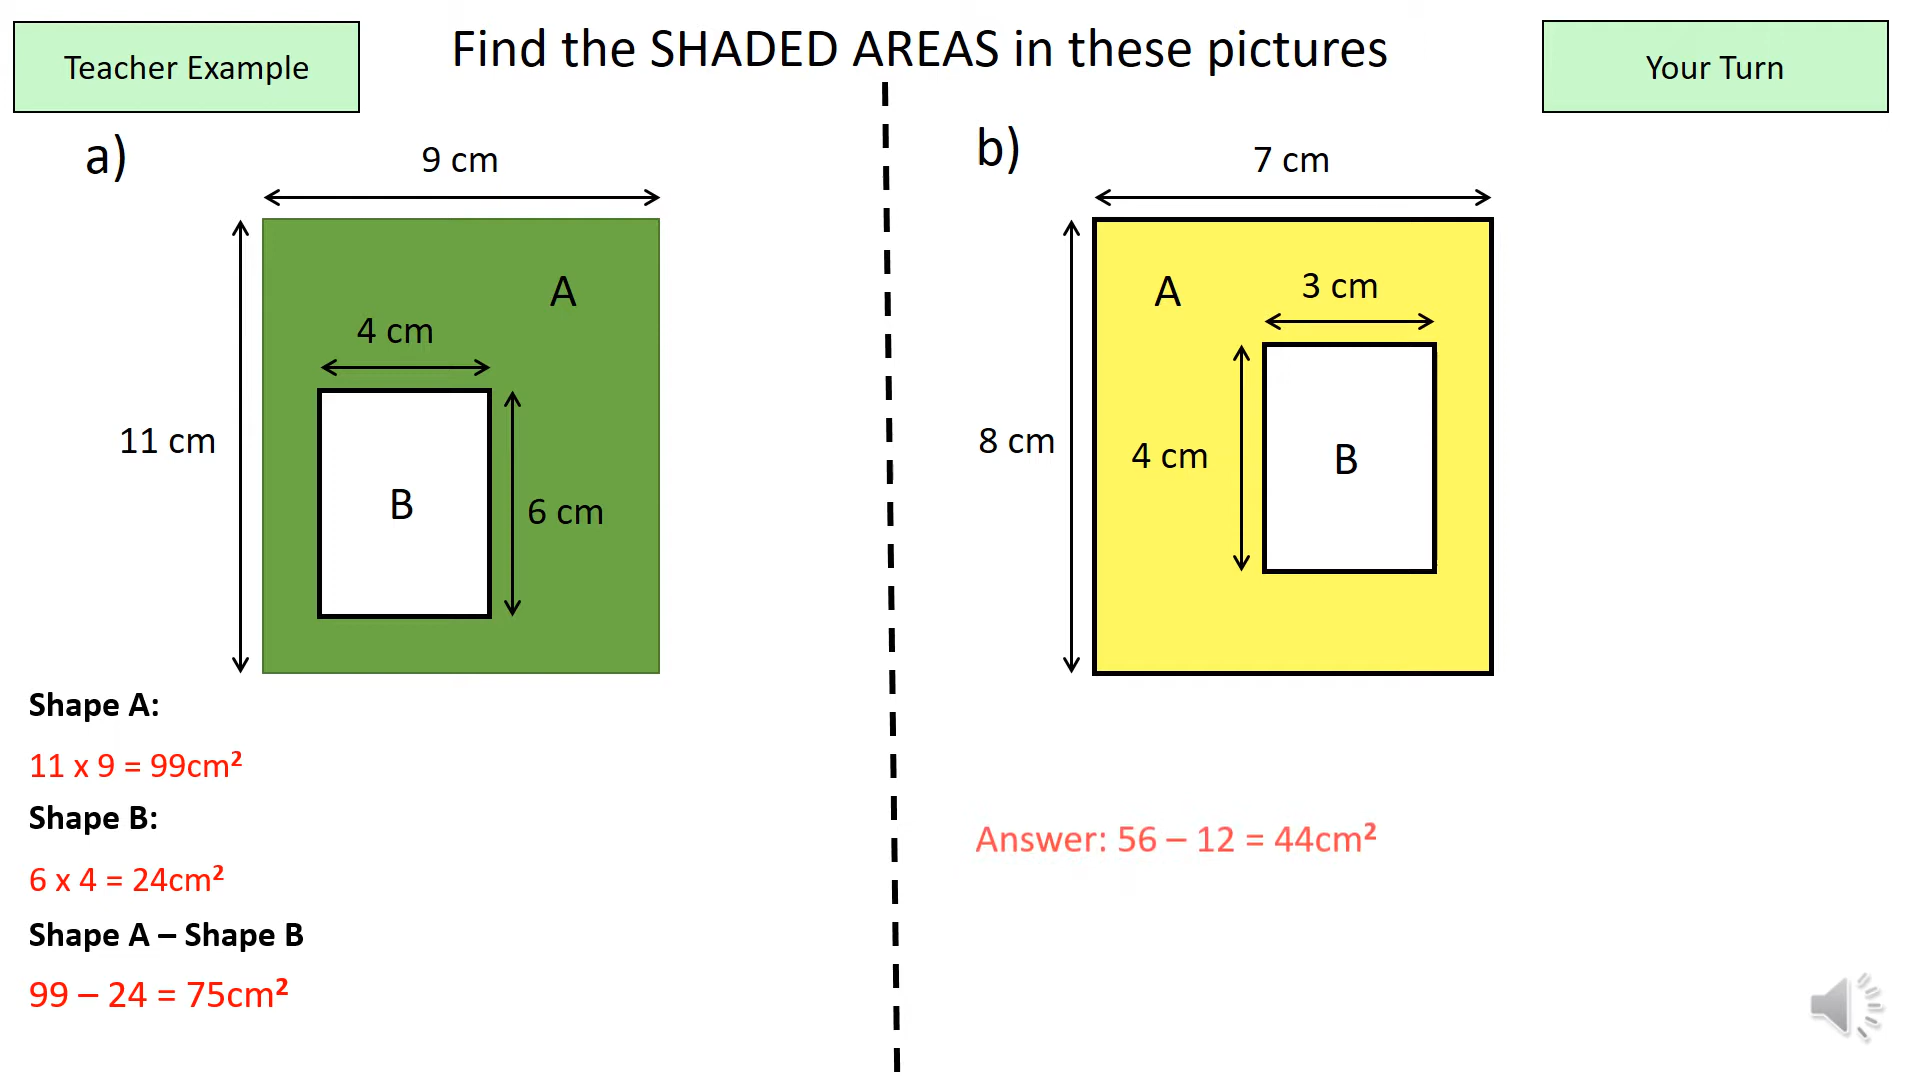 Teacher Example
Find the SHADED AREAS in these pictures
Your Turn
a)
9 cm
A
4 cm
11 cm
B
6 cm
Shape A:
11 x 9 = 99cm²
Shape B:
6 x 4 = 24cm²
Shape A – Shape B
99 – 24 = 75cm²
b)
7 cm
A
3 cm
8 cm
4 cm
B
Answer: 56 – 12 = 44cm²